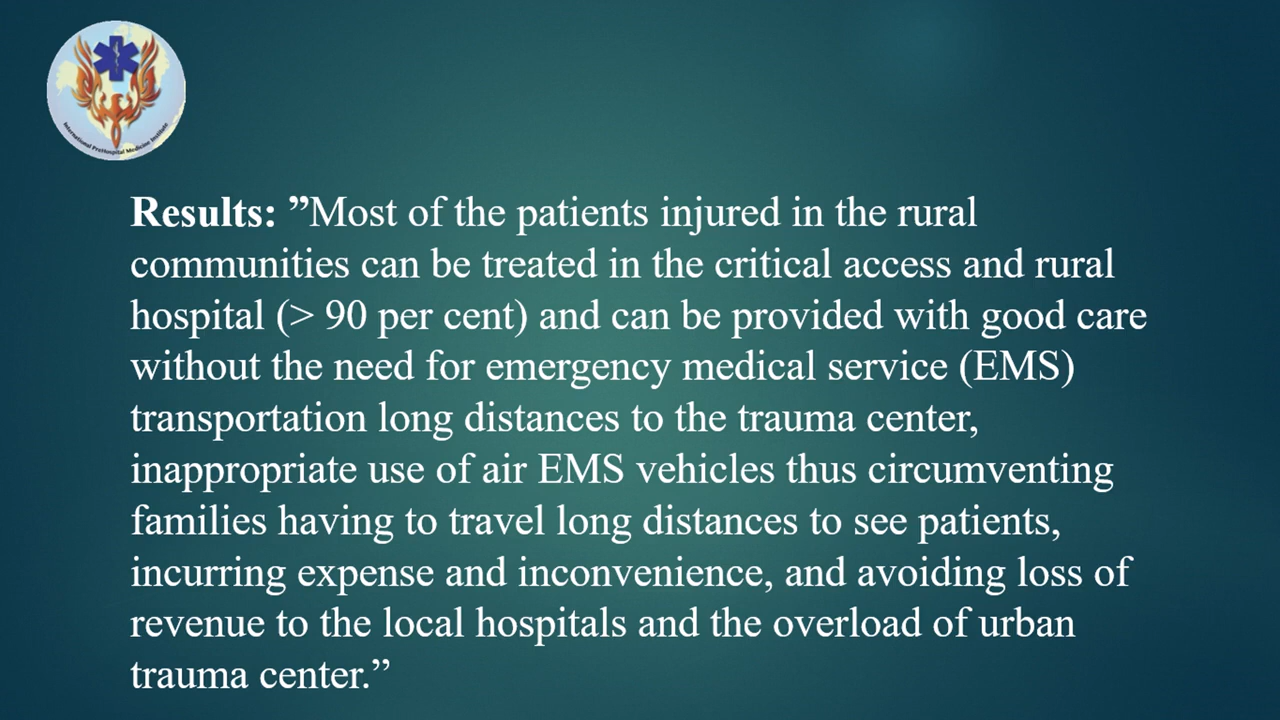 International PreHospital Medicine Institute
Results: ”Most of the patients injured in the rural
communities can be treated in the critical access and rural
hospital (> 90 per cent) and can be provided with good care
without the need for emergency medical service (EMS)
transportation long distances to the trauma center,
inappropriate use of air EMS vehicles thus circumventing
families having to travel long distances to see patients,
incurring expense and inconvenience, and avoiding loss of
revenue to the local hospitals and the overload of urban
trauma center.”